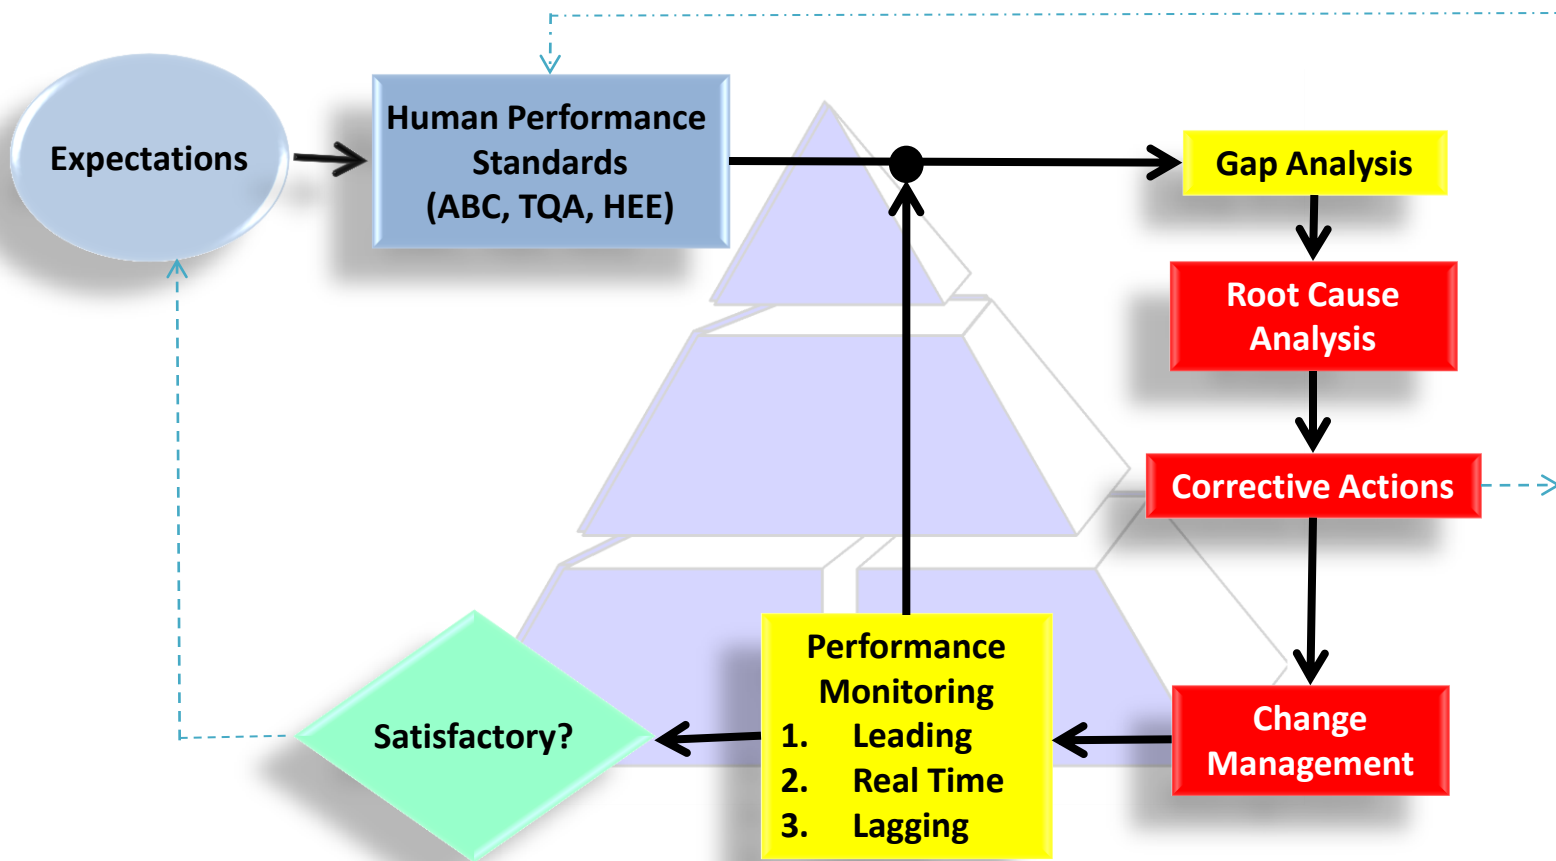 Expectations
Human Performance
Standards
(ABC, TQA, HEE)
Gap Analysis
Root Cause
Analysis
Corrective Actions
Change
Management
Performance
Monitoring
1. Leading
2. Real Time
3. Lagging
Satisfactory?